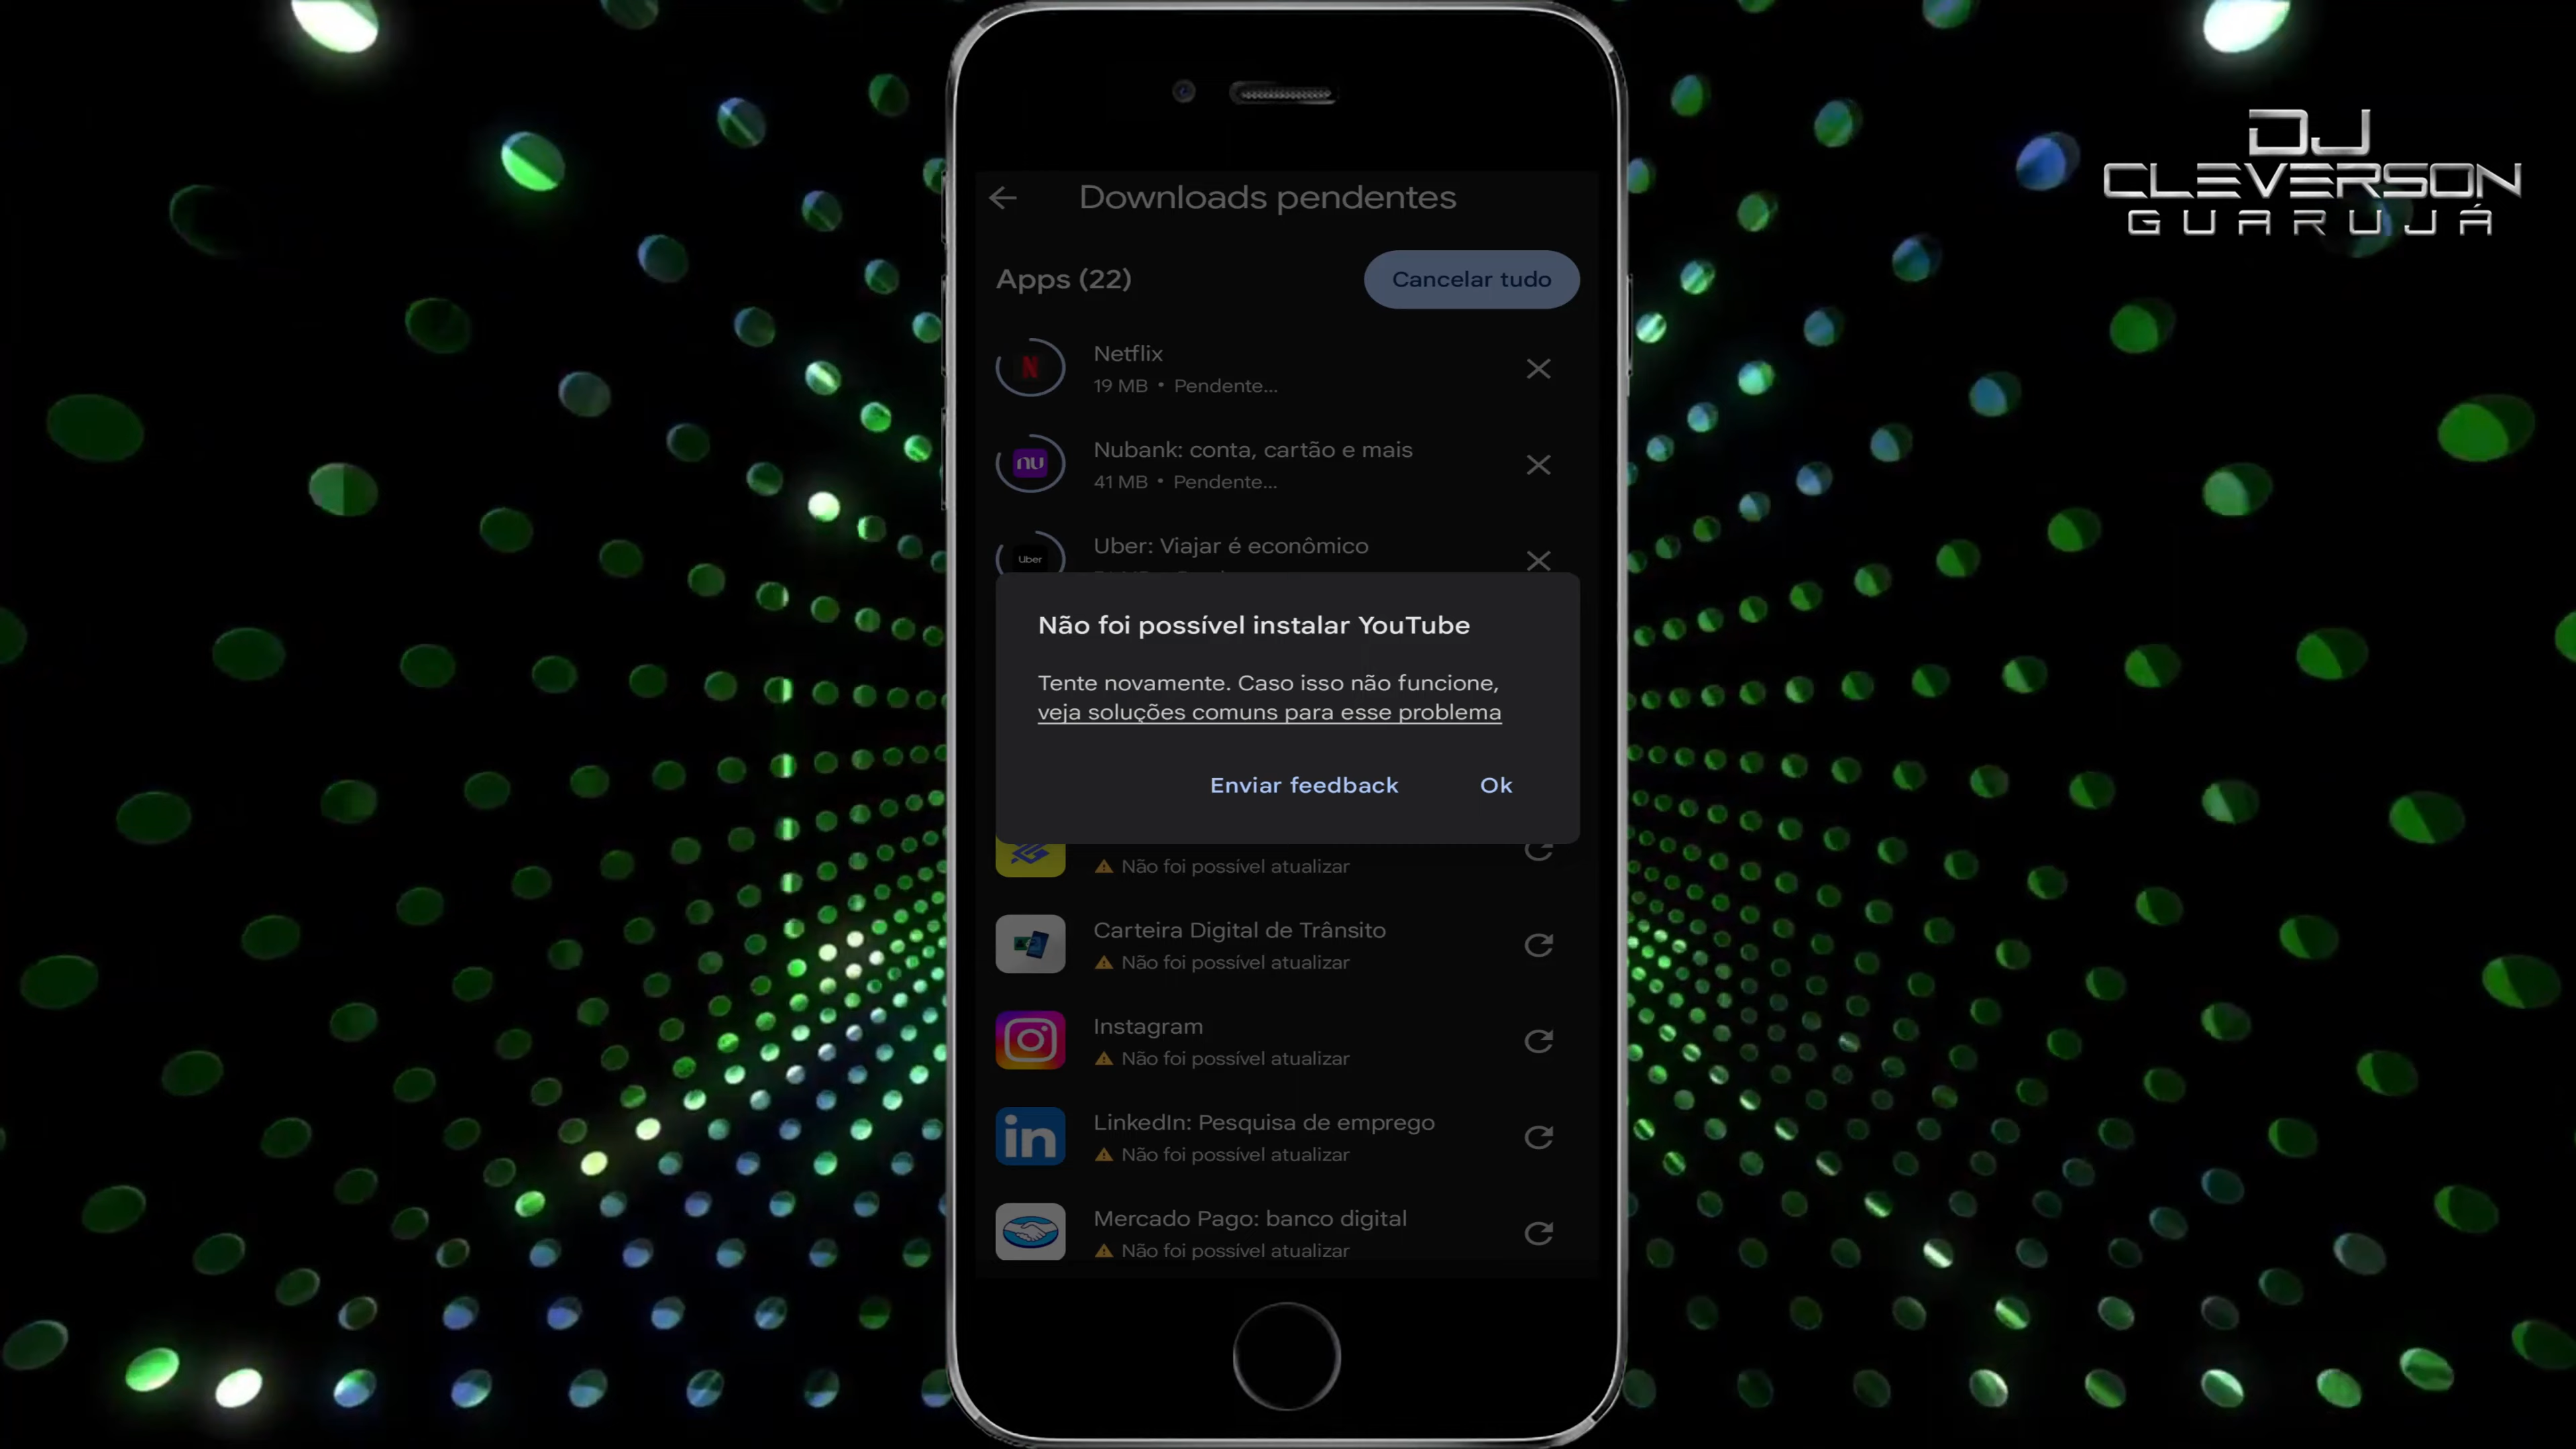 DJ
CLEVERSON
GUARUJÁ
Downloads pendentes
Apps (22)
Cancelar tudo
Netflix
19 MB • Pendente...
Nubank: conta, cartão e mais
41 MB • Pendente...
Uber: Viajar é econômico
Uber
Não foi possível instalar YouTube
Tente novamente. Caso isso não funcione,
veja soluções comuns para esse problema
Enviar feedback
Ok
Não foi possível atualizar
Carteira Digital de Trânsito
Não foi possível atualizar
Instagram
Não foi possível atualizar
LinkedIn: Pesquisa de emprego
Não foi possível atualizar
Mercado Pago: banco digital
Não foi possível atualizar
N
nu
in